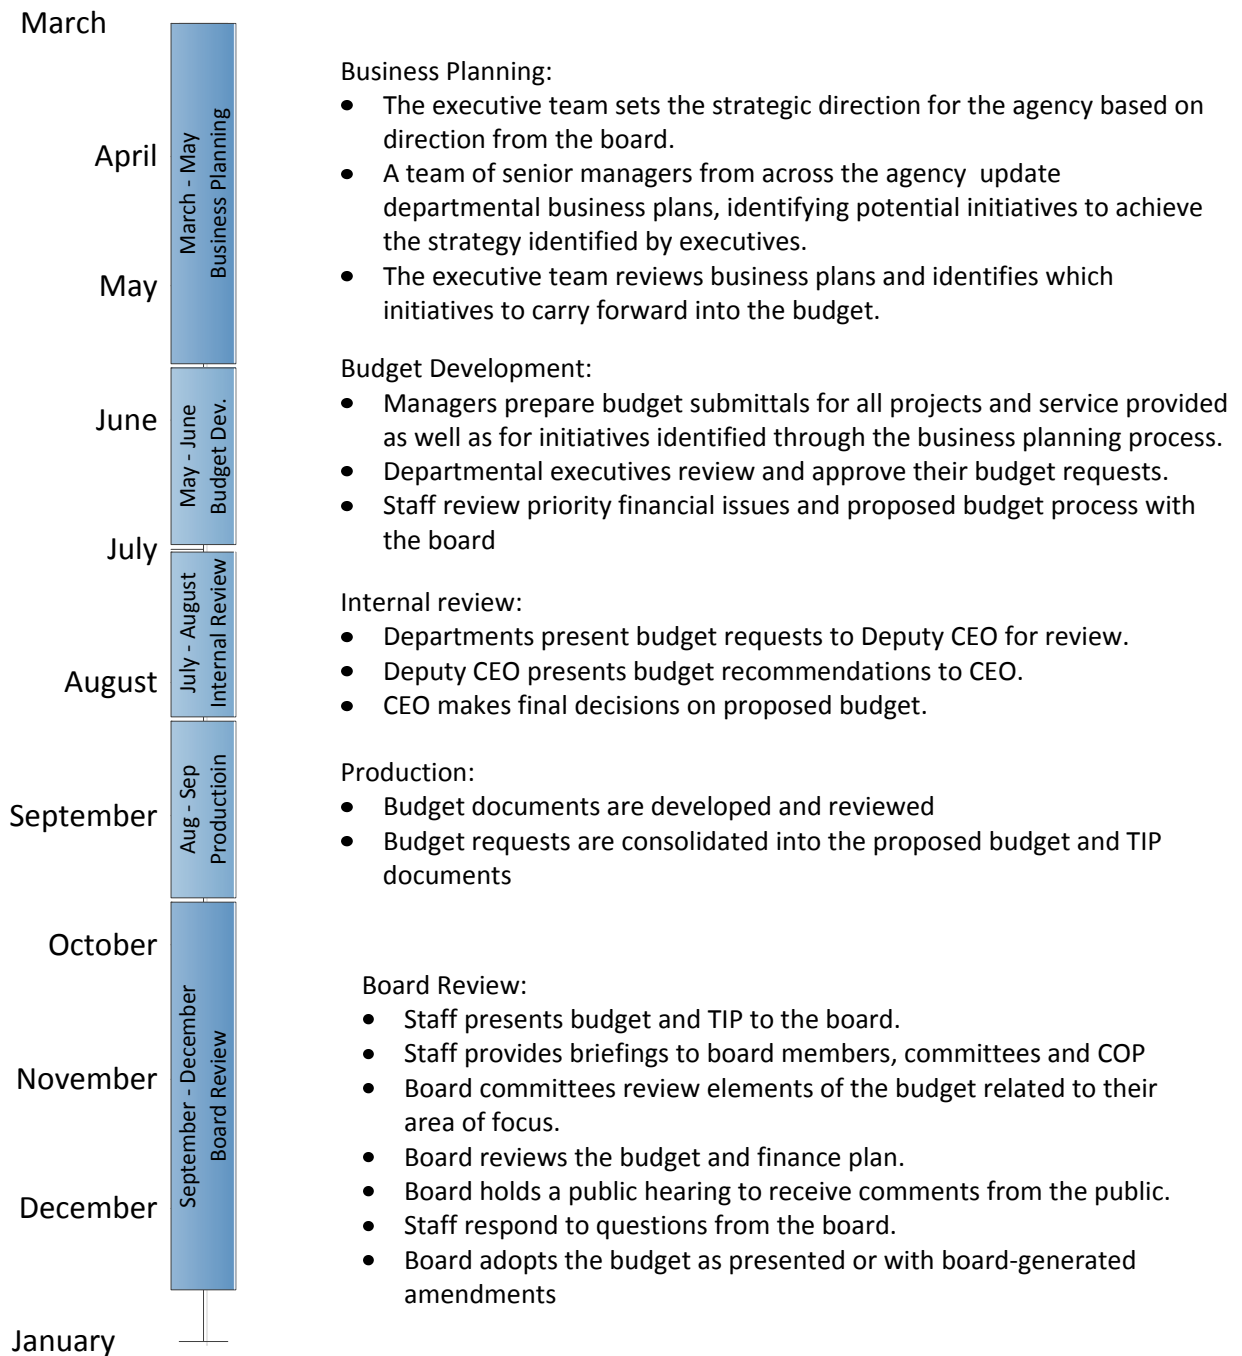 March
April
May
June
July
August
September
October
November
December
January
March - May
Business Planning
May - June
Budget Dev.
July - August
Internal Review
Aug - Sep
Productioin
September - December
Board Review
Business Planning:
• The executive team sets the strategic direction for the agency based on
direction from the board.
• A team of senior managers from across the agency  update
departmental business plans, identifying potential initiatives to achieve
the strategy identified by executives.
• The executive team reviews business plans and identifies which
initiatives to carry forward into the budget.
Budget Development:
• Managers prepare budget submittals for all projects and service provided
as well as for initiatives identified through the business planning process.
• Departmental executives review and approve their budget requests.
• Staff review priority financial issues and proposed budget process with
the board
Internal review:
• Departments present budget requests to Deputy CEO for review.
• Deputy CEO presents budget recommendations to CEO.
• CEO makes final decisions on proposed budget.
Production:
• Budget documents are developed and reviewed
• Budget requests are consolidated into the proposed budget and TIP
documents
Board Review:
• Staff presents budget and TIP to the board.
• Staff provides briefings to board members, committees and COP
• Board committees review elements of the budget related to their
area of focus.
• Board reviews the budget and finance plan.
• Board holds a public hearing to receive comments from the public.
• Staff respond to questions from the board.
• Board adopts the budget as presented or with board-generated
amendments